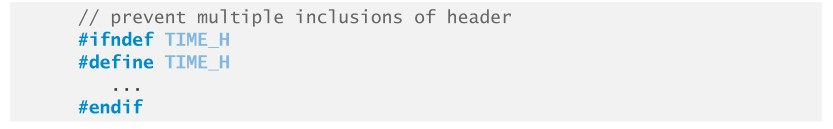 // prevent multiple inclusions of header
#ifndef TIME_H
#define TIME_H
...
#endif